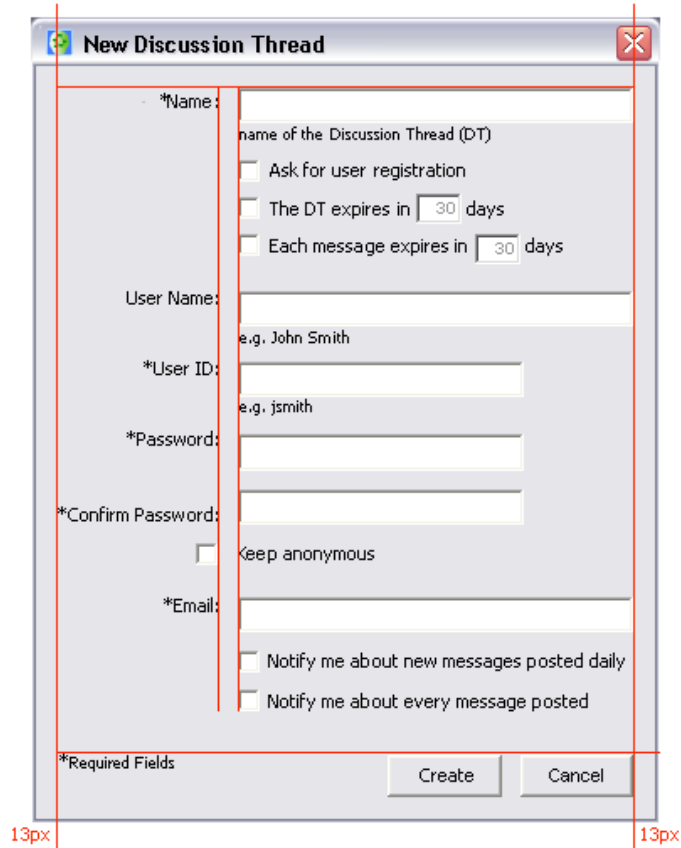 New Discussion Thread
*Name:
name of the Discussion Thread (DT)
Ask for user registration
The DT expires in 30 days
Each message expires in 30 days
User Name:
e.g. John Smith
*User ID:
e.g. jsmith
*Password:
*Confirm Password:
Keep anonymous
*Email:
Notify me about new messages posted daily
Notify me about every message posted
*Required Fields
Create Cancel
13px 13px